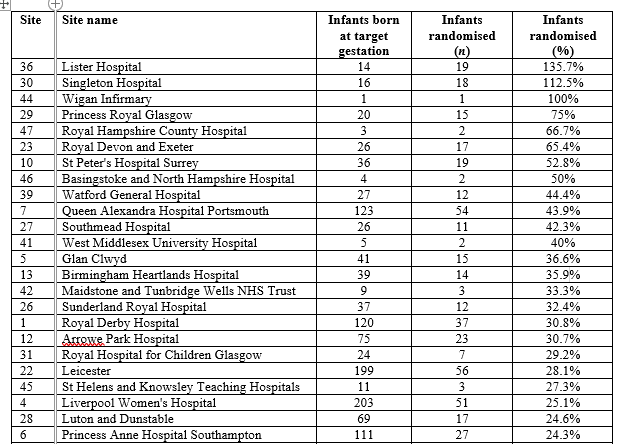 Site Site name Infants born at target gestation Infants randomised (n) Infants randomised (%)
36 Lister Hospital 14 19 135.7%
30 Singleton Hospital 16 18 112.5%
44 Wigan Infirmary 1 1 100%
29 Princess Royal Glasgow 20 15 75%
47 Royal Hampshire County Hospital 3 2 66.7%
23 Royal Devon and Exeter 26 17 65.4%
10 St Peter's Hospital Surrey 36 19 52.8%
46 Basingstoke and North Hampshire Hospital 4 2 50%
39 Watford General Hospital 27 12 44.4%
7 Queen Alexandra Hospital Portsmouth 123 54 43.9%
27 Southmead Hospital 26 11 42.3%
41 West Middlesex University Hospital 5 2 40%
5 Glan Clwyd 41 15 36.6%
13 Birmingham Heartlands Hospital 39 14 35.9%
42 Maidstone and Tunbridge Wells NHS Trust 9 3 33.3%
26 Sunderland Royal Hospital 37 12 32.4%
1 Royal Derby Hospital 120 37 30.8%
12 Arrowe Park Hospital 75 23 30.7%
31 Royal Hospital for Children Glasgow 24 7 29.2%
22 Leicester 199 56 28.1%
45 St Helens and Knowsley Teaching Hospitals 11 3 27.3%
4 Liverpool Women's Hospital 203 51 25.1%
28 Luton and Dunstable 69 17 24.6%
6 Princess Anne Hospital Southampton 111 27 24.3%